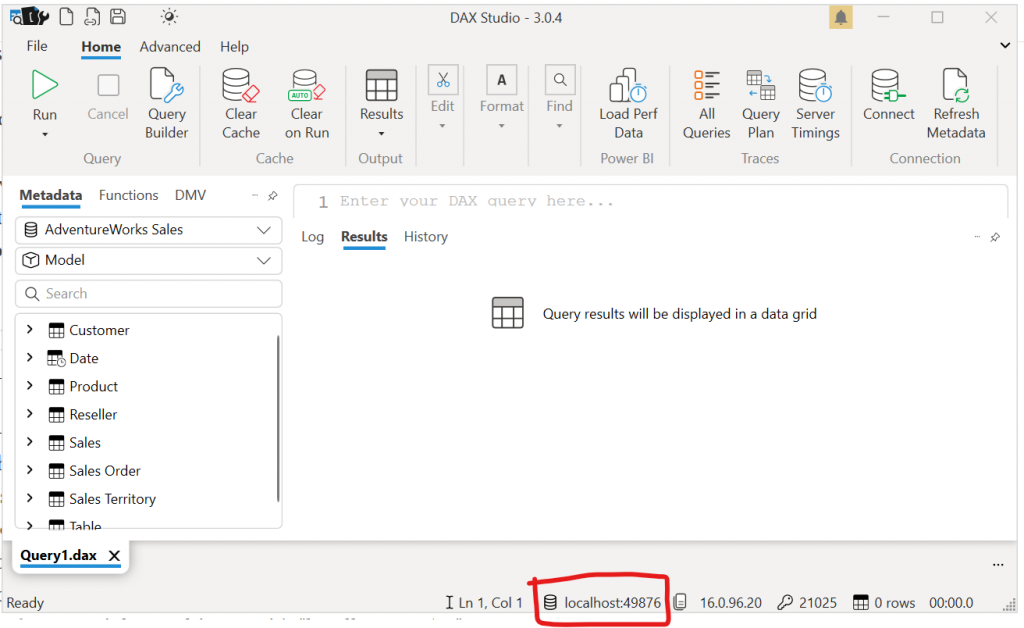 DAX Studio - 3.0.4
File Home Advanced Help
Run Cancel Query Builder Clear Cache Clear on Run Results Edit Format Find Load Perf Data All Queries Query Plan Server Timings Connect Refresh Metadata
AUTO
A
Query Cache Output Power BI Traces Connection
Metadata Functions DMV
1 Enter your DAX query here...
AdventureWorks Sales
Log Results History
Model
Search
Query results will be displayed in a data grid
Customer
Date
Product
Reseller
Sales
Sales Order
Sales Territory
Table
Query1.dax
Ready Ln 1, Col 1 localhost:49876 16.0.96.20 21025 0 rows 00:00.0